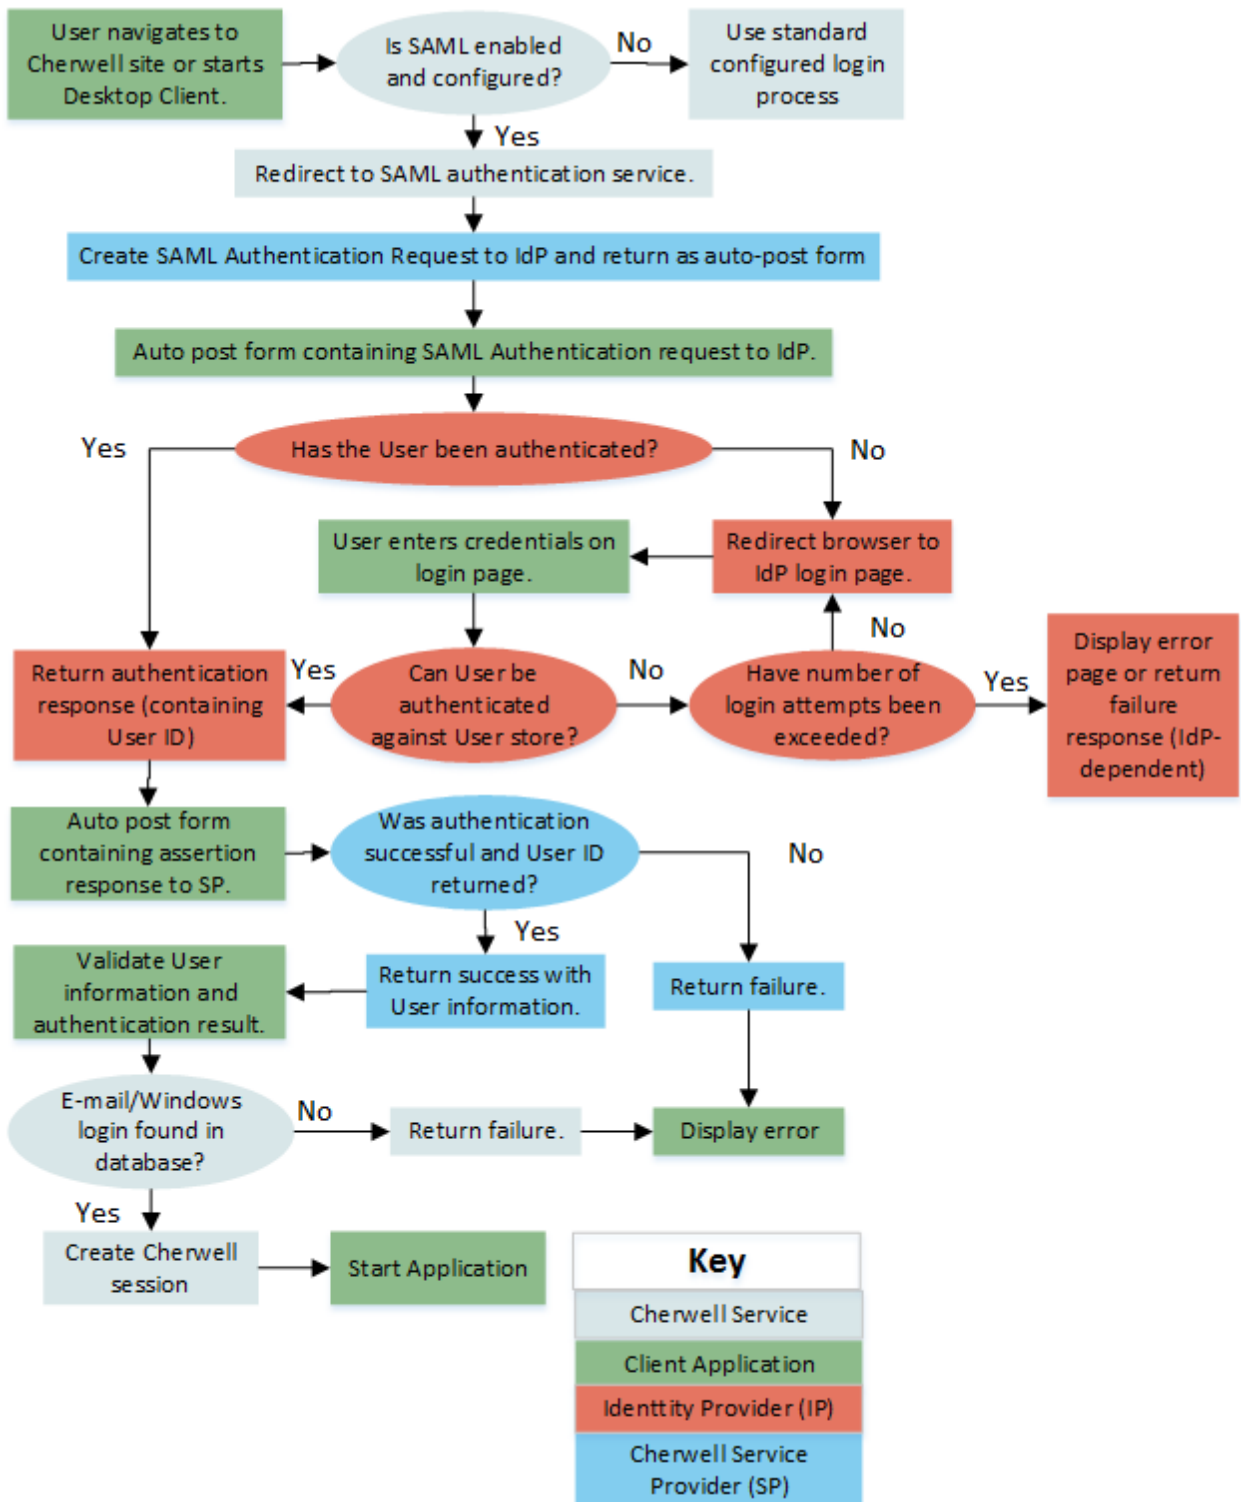 User navigates to
Cherwell site or starts
Desktop Client.
Is SAML enabled
and configured?
No
Use standard
configured login
process
Yes
Redirect to SAML authentication service.
Create SAML Authentication Request to IdP and return as auto-post form
Auto post form containing SAML Authentication request to IdP.
Yes
Has the User been authenticated?
No
User enters credentials on
login page.
Redirect browser to
IdP login page.
No
Return authentication
response (containing
User ID)
Yes
Can User be
authenticated
against User store?
No
Have number of
login attempts been
exceeded?
Yes
Display error
page or return
failure
response (IdP-
dependent)
Auto post form
containing assertion
response to SP.
Was authentication
successful and User ID
returned?
No
Yes
Validate User
information and
authentication result.
Return success with
User information.
Return failure.
E-mail/Windows
login found in
database?
No
Return failure.
Display error
Yes
Create Cherwell
session
Start Application
Key
Cherwell Service
Client Application
Identtity Provider (IP)
Cherwell Service
Provider (SP)